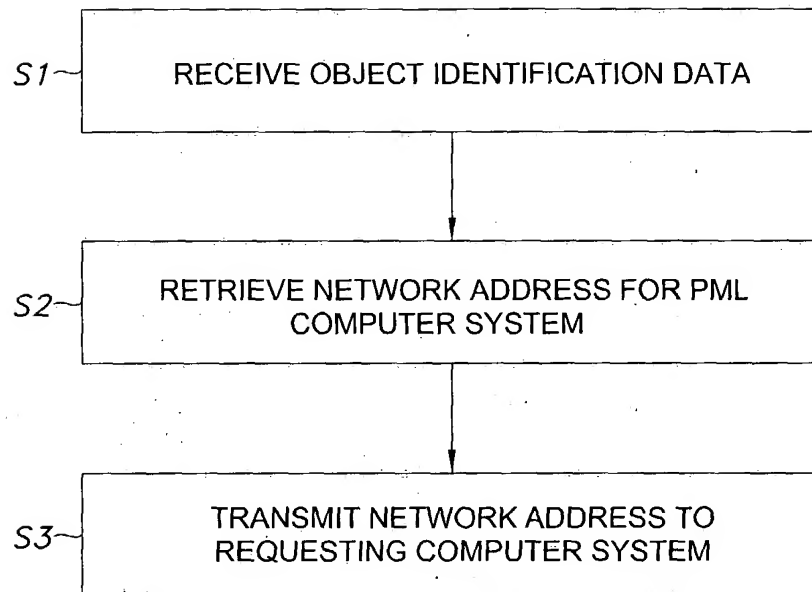 S1
RECEIVE OBJECT IDENTIFICATION DATA
S2
RETRIEVE NETWORK ADDRESS FOR PML
COMPUTER SYSTEM
S3
TRANSMIT NETWORK ADDRESS TO
REQUESTING COMPUTER SYSTEM